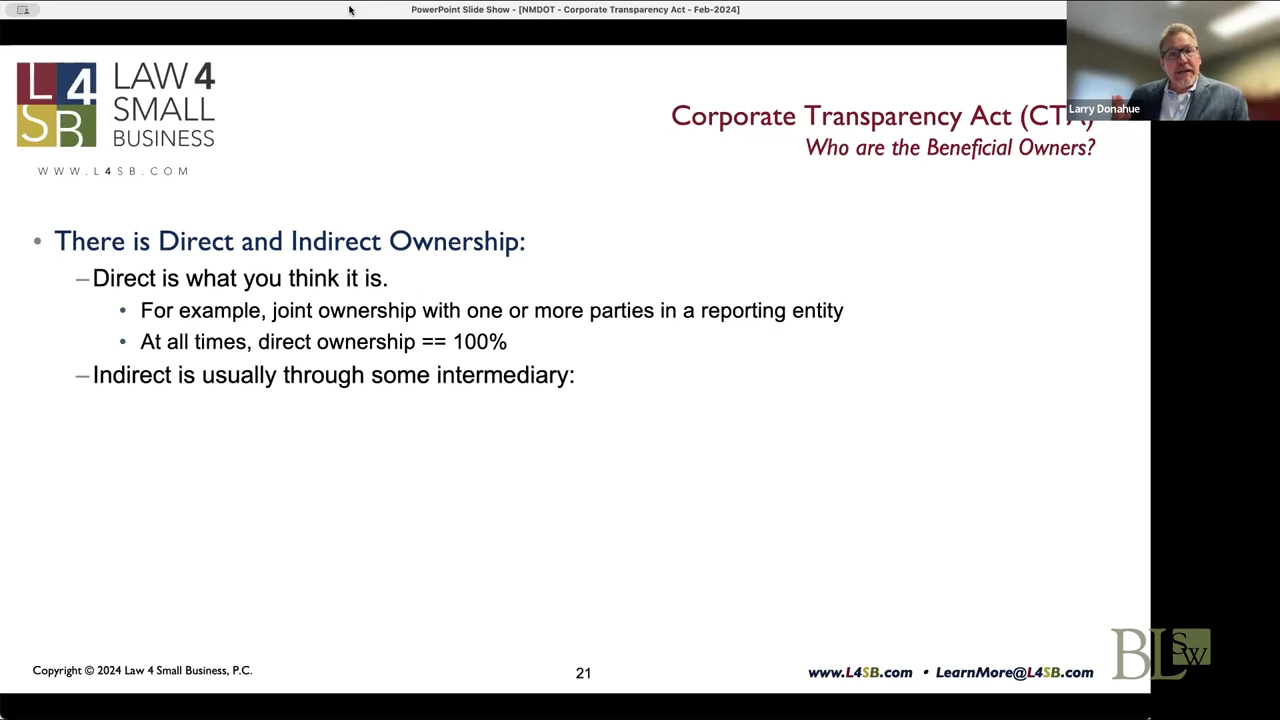 PowerPoint Slide Show - [NMDOT - Corporate Transparency Act - Feb-2024]
L4SB
LAW 4
SMALL
BUSINESS
WWW.L4SB.COM
Larry Donahue
Corporate Transparency Act (CTA)
Who are the Beneficial Owners?
• There is Direct and Indirect Ownership:
–Direct is what you think it is.
• For example, joint ownership with one or more parties in a reporting entity
• At all times, direct ownership == 100%
–Indirect is usually through some intermediary:
Copyright © 2024 Law 4 Small Business, P.C.
21
www.L4SB.com • LearnMore@L4SB.com
BLSW